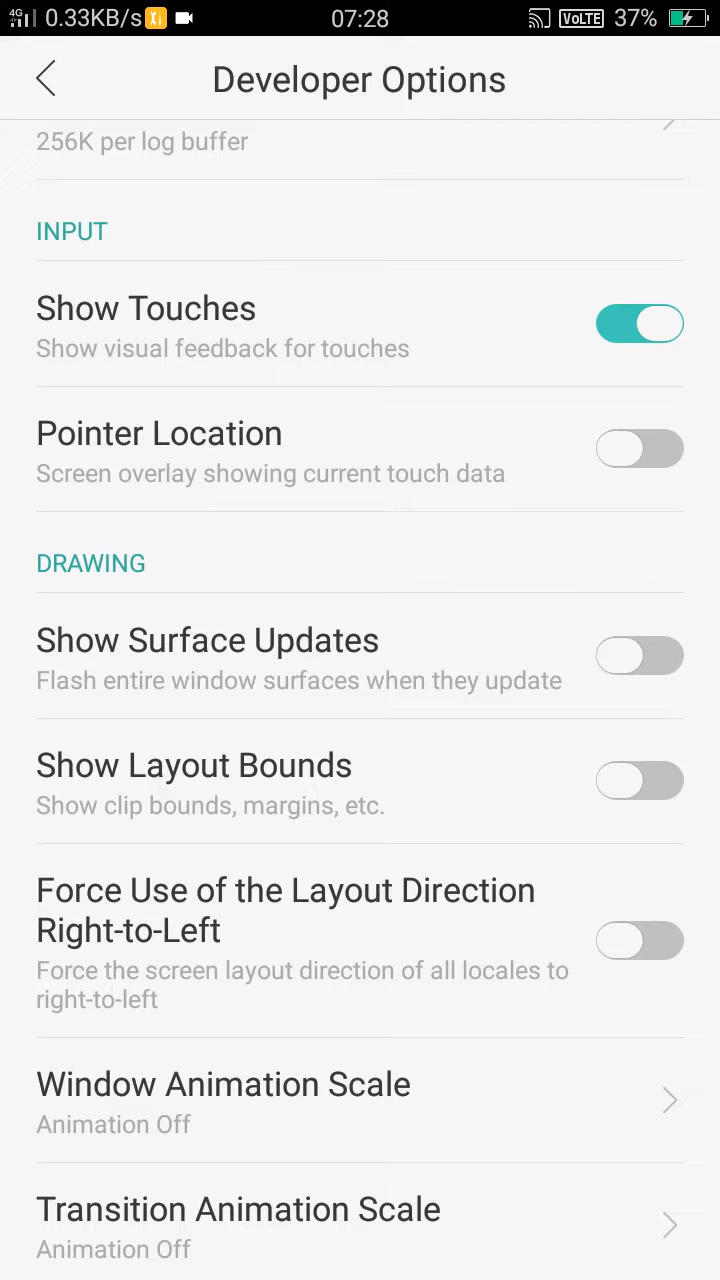 4G 0.33KB/s 07:28 VoLTE 37%
Developer Options
256K per log buffer
INPUT
Show Touches
Show visual feedback for touches
Pointer Location
Screen overlay showing current touch data
DRAWING
Show Surface Updates
Flash entire window surfaces when they update
Show Layout Bounds
Show clip bounds, margins, etc.
Force Use of the Layout Direction
Right-to-Left
Force the screen layout direction of all locales to
right-to-left
Window Animation Scale
Animation Off
Transition Animation Scale
Animation Off